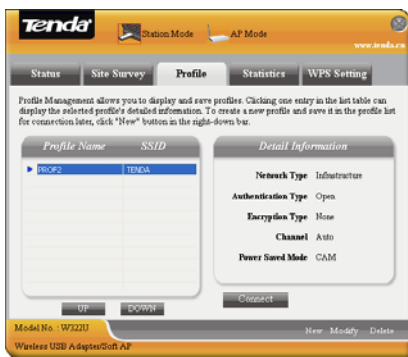 Tenda
Station Mode AP Mode
www.tenda.cn
Status Site Survey Profile Statistics WPS Setting
Profile Management allows you to display and save profiles. Clicking one entry in the list table can
display the selected profile's detailed information. To create a new profile and save it in the profile list
for connection later, click "New" button in the right-down bar.
Profile Name SSID
PROF2 TENDA
Detail Information
Network Type Infrastructure
Authentication Type Open
Encryption Type None
Channel Auto
Power Saved Mode CAM
UP DOWN
Connect
Model No. : W322U
New Modify Delete
Wireless USB Adapter/Soft AP